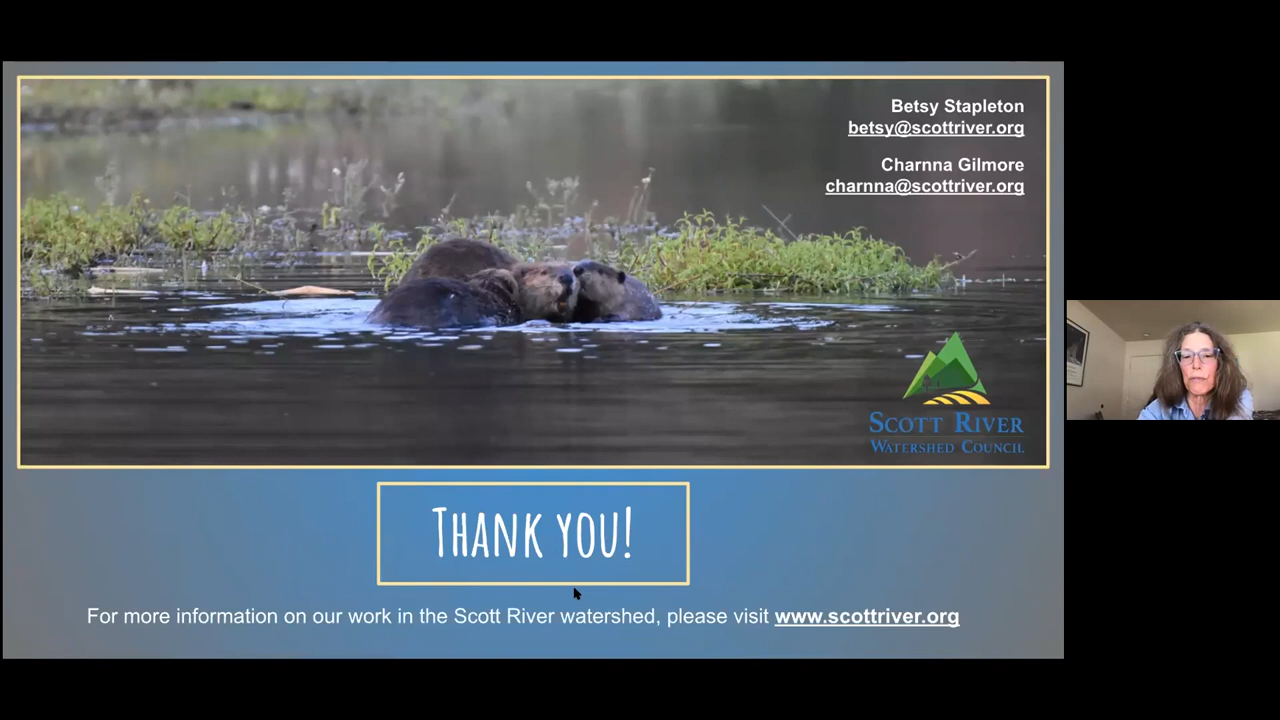 Betsy Stapleton
betsy@scottriver.org
Charnna Gilmore
charnna@scottriver.org
SCOTT RIVER
WATERSHED COUNCIL
THANK YOU!
For more information on our work in the Scott River watershed, please visit www.scottriver.org